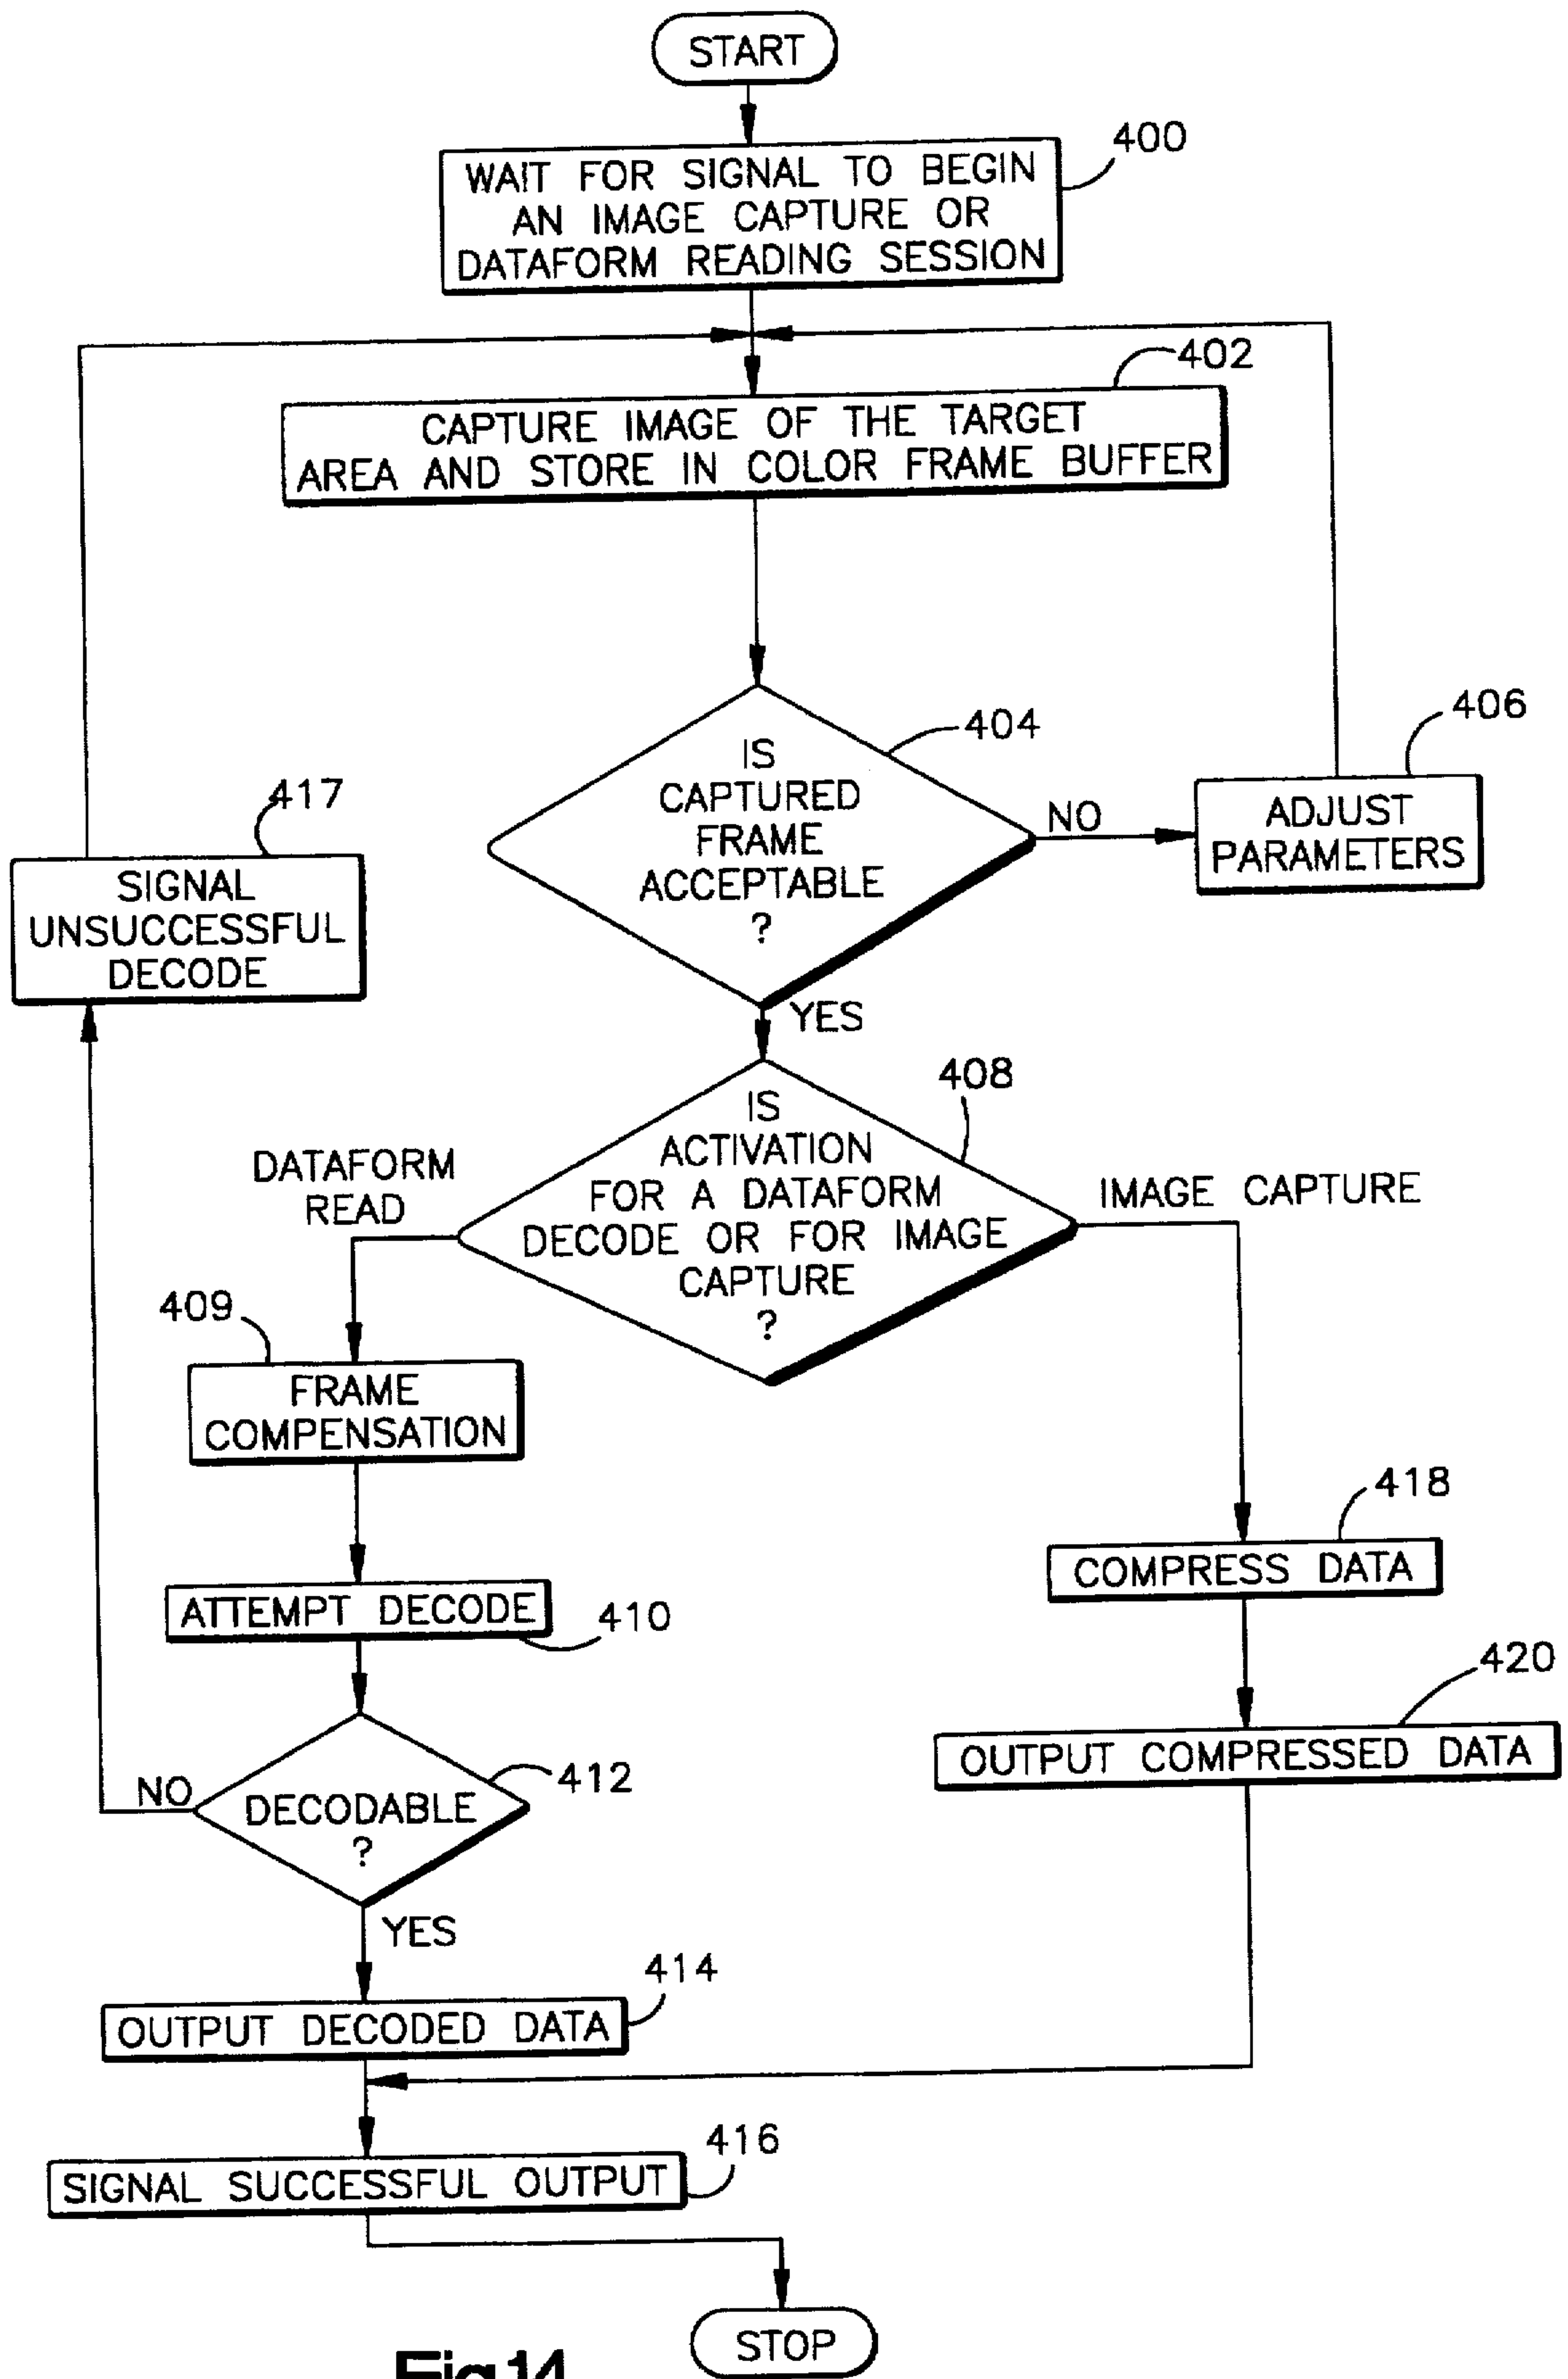 START
400
WAIT FOR SIGNAL TO BEGIN
AN IMAGE CAPTURE OR
DATAFORM READING SESSION
402
CAPTURE IMAGE OF THE TARGET
AREA AND STORE IN COLOR FRAME BUFFER
404
IS
CAPTURED
FRAME
ACCEPTABLE
?
NO
406
ADJUST
PARAMETERS
417
SIGNAL
UNSUCCESSFUL
DECODE
YES
408
IS
ACTIVATION
FOR A DATAFORM
DECODE OR FOR IMAGE
CAPTURE
?
DATAFORM
READ
IMAGE CAPTURE
409
FRAME
COMPENSATION
418
COMPRESS DATA
ATTEMPT DECODE
410
420
OUTPUT COMPRESSED DATA
412
NO
DECODABLE
?
YES
414
OUTPUT DECODED DATA
416
SIGNAL SUCCESSFUL OUTPUT
STOP
Fig.14